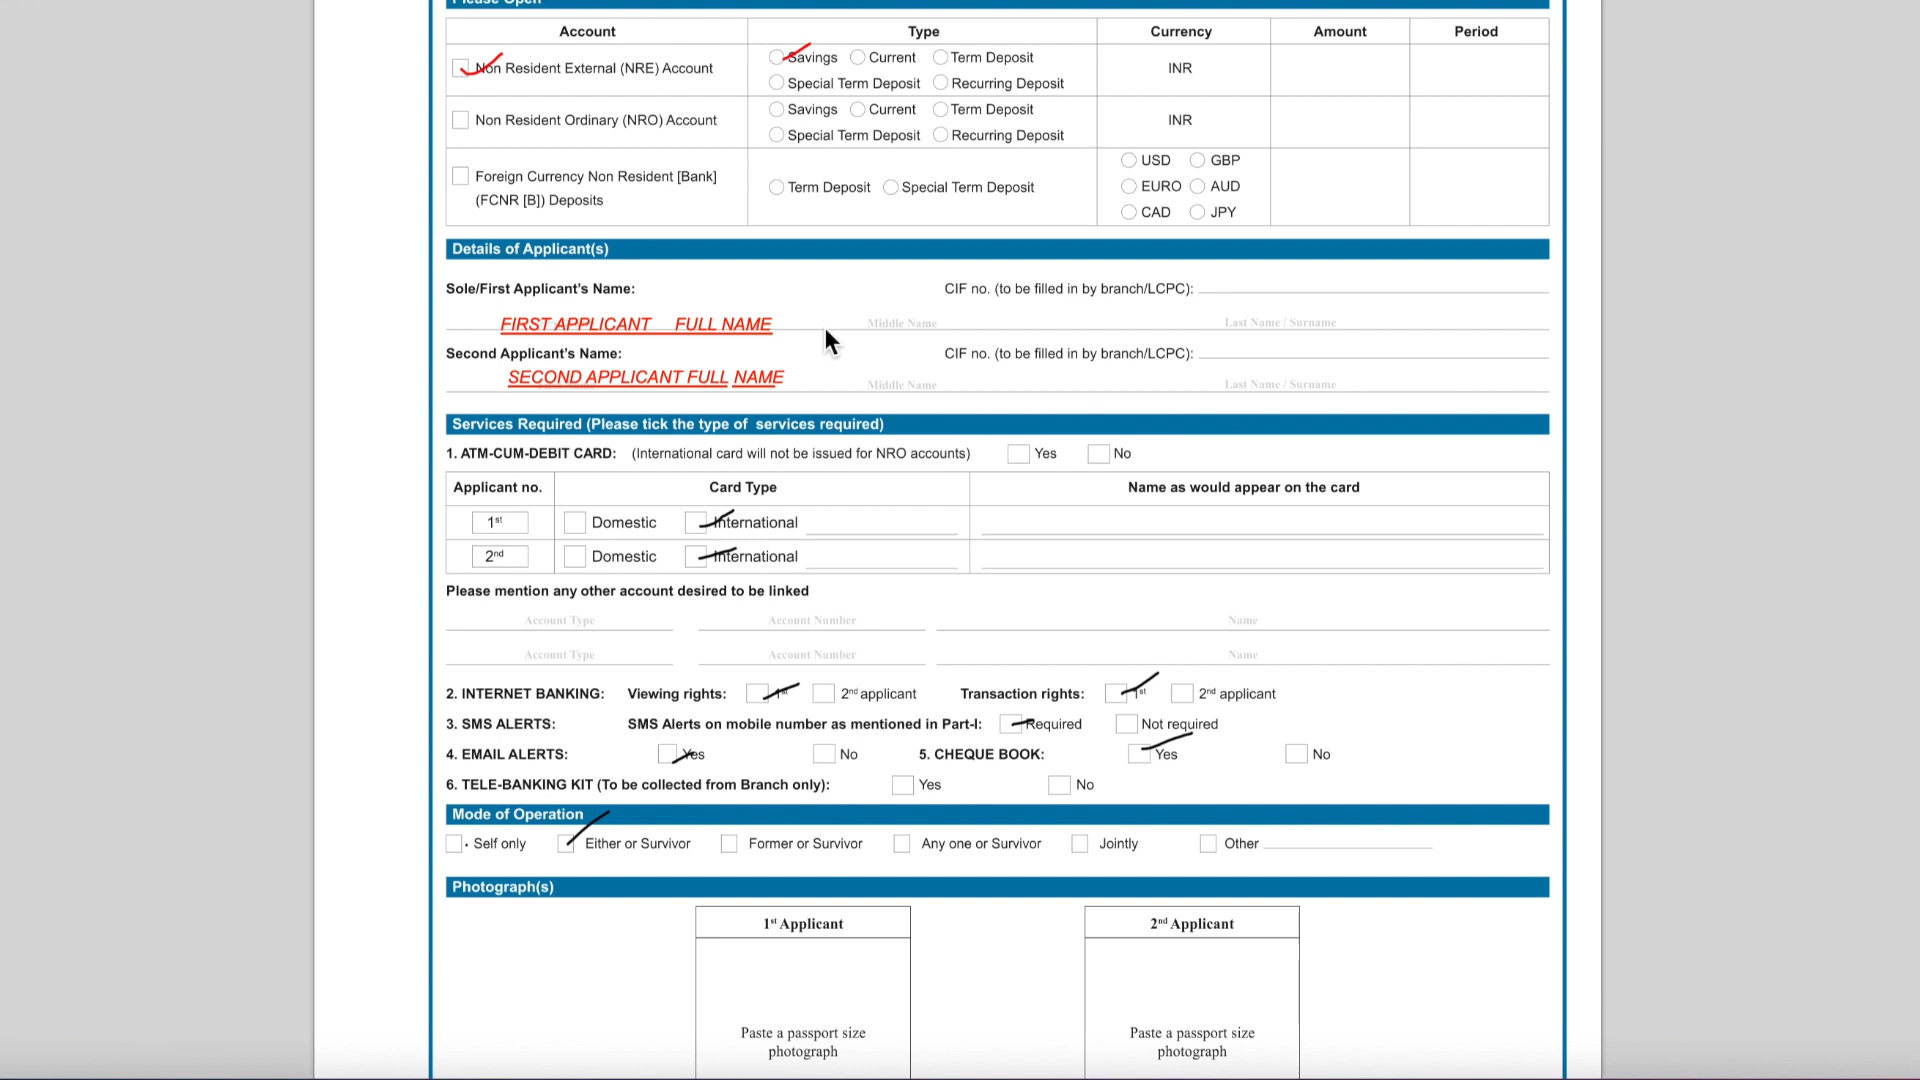 Please Open
Account Type Currency Amount Period
Non Resident External (NRE) Account Savings Current Term Deposit INR
Special Term Deposit Recurring Deposit
Non Resident Ordinary (NRO) Account Savings Current Term Deposit INR
Special Term Deposit Recurring Deposit
Foreign Currency Non Resident [Bank] (FCNR [B]) Deposits Term Deposit Special Term Deposit
USD GBP
EURO AUD
CAD JPY
Details of Applicant(s)
Sole/First Applicant's Name: CIF no. (to be filled in by branch/LCPC):
FIRST APPLICANT FULL NAME Middle Name Last Name / Surname
Second Applicant's Name: CIF no. (to be filled in by branch/LCPC):
SECOND APPLICANT FULL NAME Middle Name Last Name / Surname
Services Required (Please tick the type of services required)
1. ATM-CUM-DEBIT CARD: (International card will not be issued for NRO accounts) Yes No
Applicant no. Card Type Name as would appear on the card
1st Domestic International
2nd Domestic International
Please mention any other account desired to be linked
Account Type Account Number Name
Account Type Account Number Name
2. INTERNET BANKING: Viewing rights: 1st 2nd applicant Transaction rights: 1st 2nd applicant
3. SMS ALERTS: SMS Alerts on mobile number as mentioned in Part-I: Required Not required
4. EMAIL ALERTS: Yes No 5. CHEQUE BOOK: Yes No
6. TELE-BANKING KIT (To be collected from Branch only): Yes No
Mode of Operation
Self only Either or Survivor Former or Survivor Any one or Survivor Jointly Other
Photograph(s)
1st Applicant 2nd Applicant
Paste a passport size photograph Paste a passport size photograph